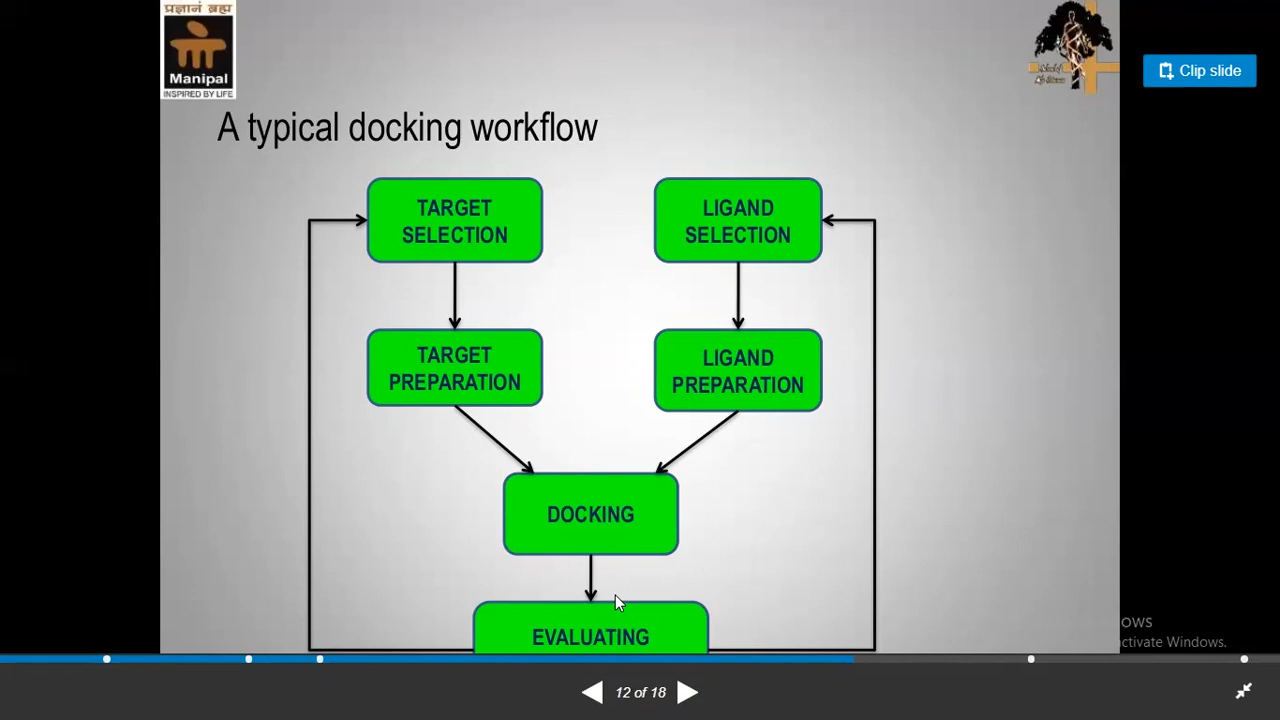 प्रज्ञानं ब्रह्म
Manipal
INSPIRED BY LIFE
Clip slide
A typical docking workflow
TARGET
SELECTION
LIGAND
SELECTION
TARGET
PREPARATION
LIGAND
PREPARATION
DOCKING
EVALUATING
ows
activate Windows.
12 of 18